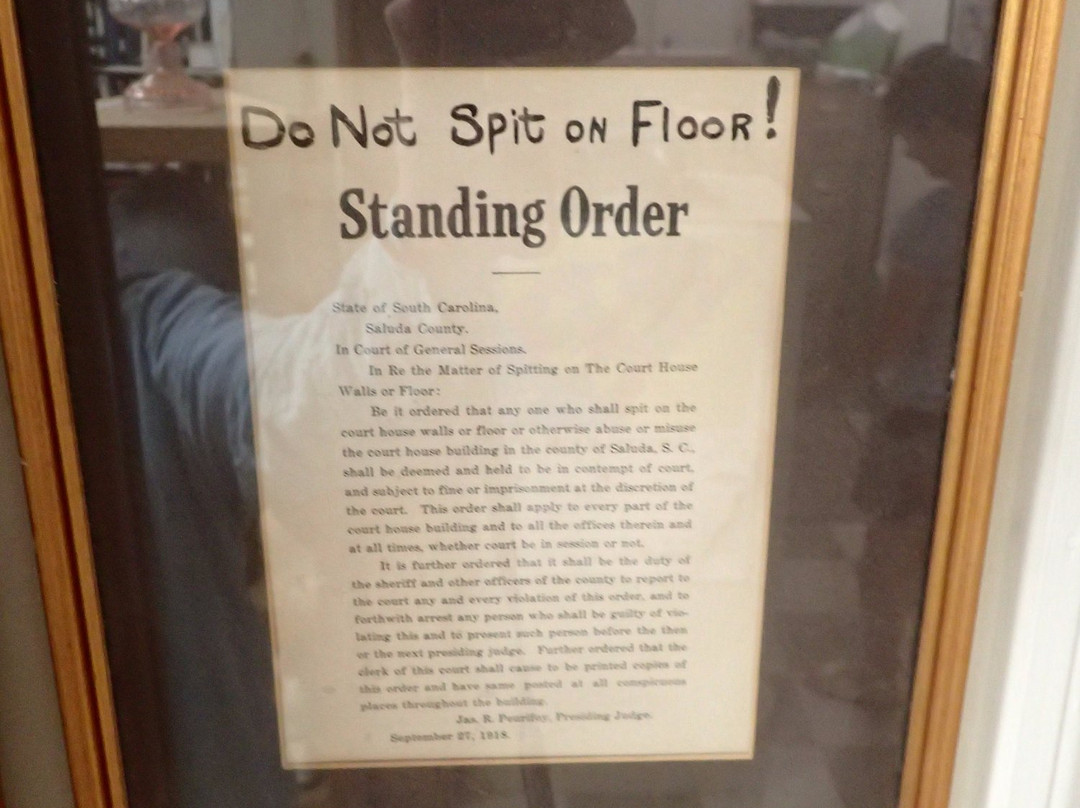 Do Not Spit on Floor!
Standing Order
State of South Carolina,
Saluda County.
In Court of General Sessions.
In Re the Matter of Spitting on The Court House
Walls or Floor:
Be it ordered that any one who shall spit on the
court house walls or floor or otherwise abuse or misuse
the court house building in the county of Saluda, S. C.,
shall be deemed and held to be in contempt of court,
and subject to fine or imprisonment at the discretion of
the court. This order shall apply to every part of the
court house building and to all the offices therein and
at all times, whether court be in session or not.
It is further ordered that it shall be the duty of
the sheriff and other officers of the county to report to
the court any and every violation of this order, and to
forthwith arrest any person who shall be guilty of vio-
lating this and to present such person before the then
or the next presiding judge. Further ordered that the
clerk of this court shall cause to be printed copies of
this order and have same posted at all conspicuous
places throughout the building.
Jas. R. Peurifoy, Presiding Judge.
September 27, 1918.